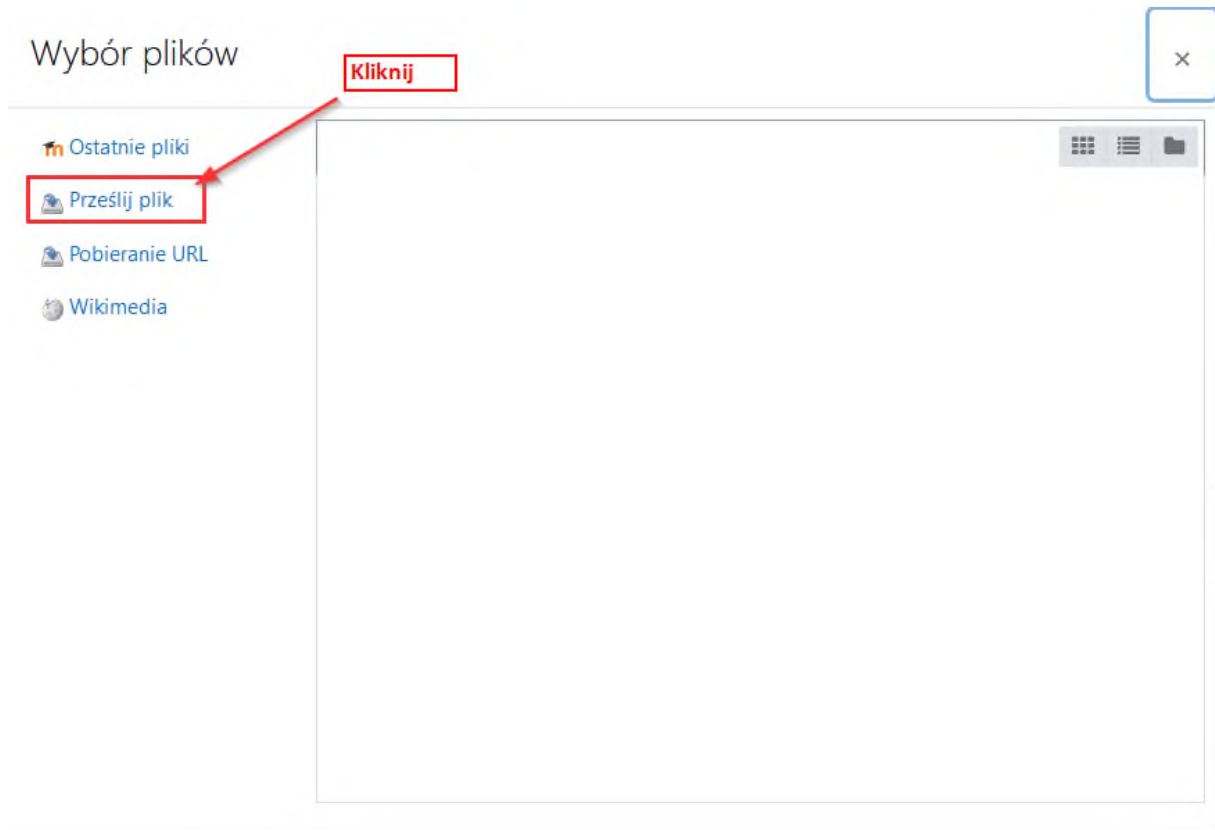 Wybór plików
Kliknij
Ostatnie pliki
Prześlij plik
Pobieranie URL
Wikimedia